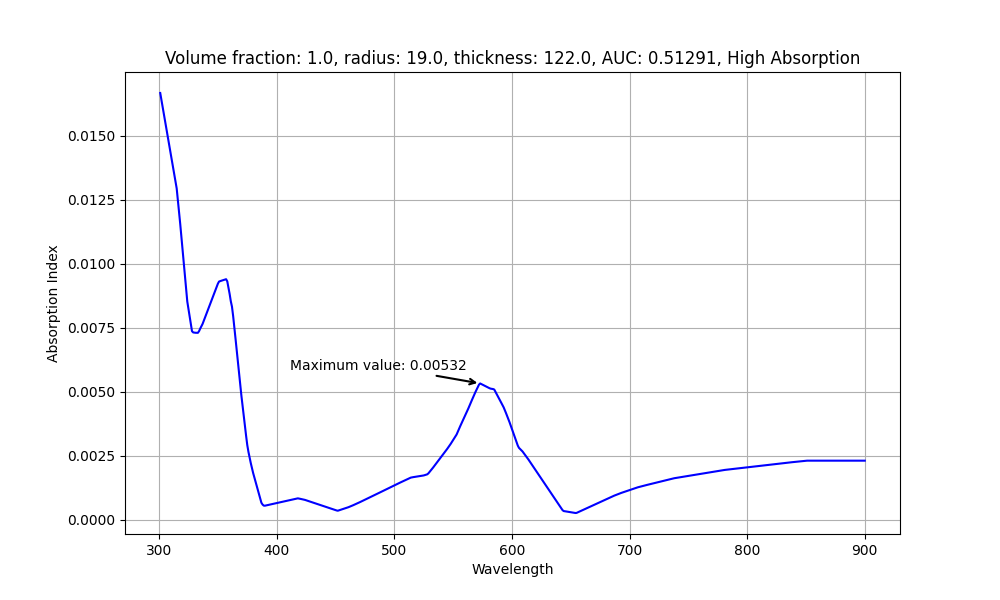 Volume fraction: 1.0, radius: 19.0, thickness: 122.0, AUC: 0.51291, High Absorption
0.0150
0.0125
0.0100
0.0075
0.0050
0.0025
0.0000
Absorption Index
Maximum value: 0.00532
300 400 500 600 700 800 900
Wavelength